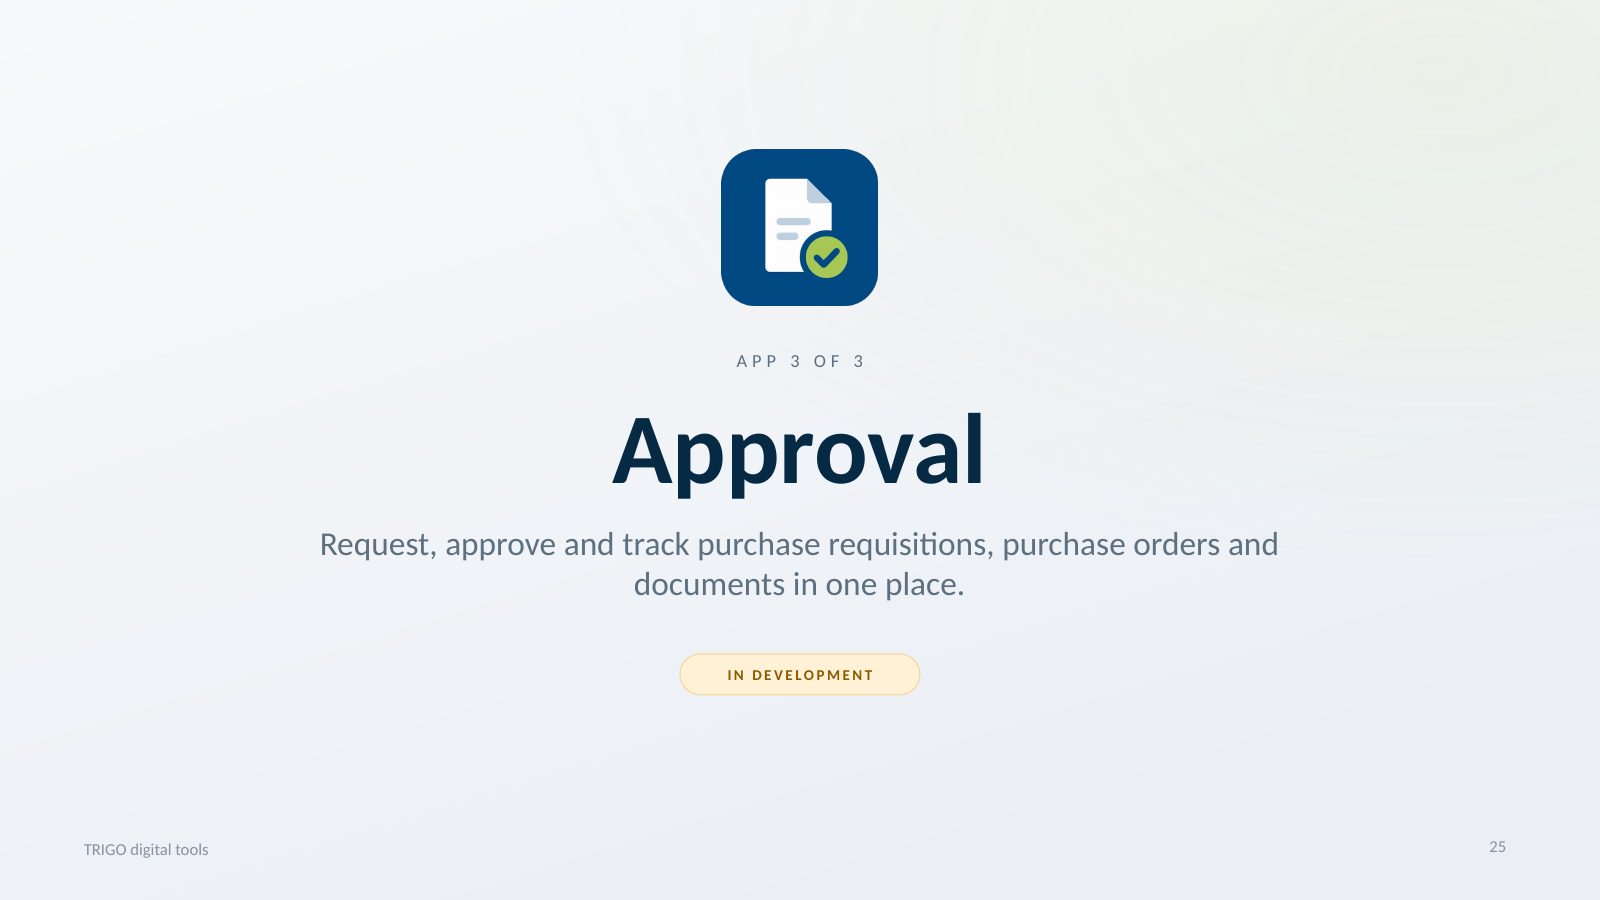 APP 3 OF 3
Approval
Request, approve and track purchase requisitions, purchase orders and
documents in one place.
IN DEVELOPMENT
TRIGO digital tools
25